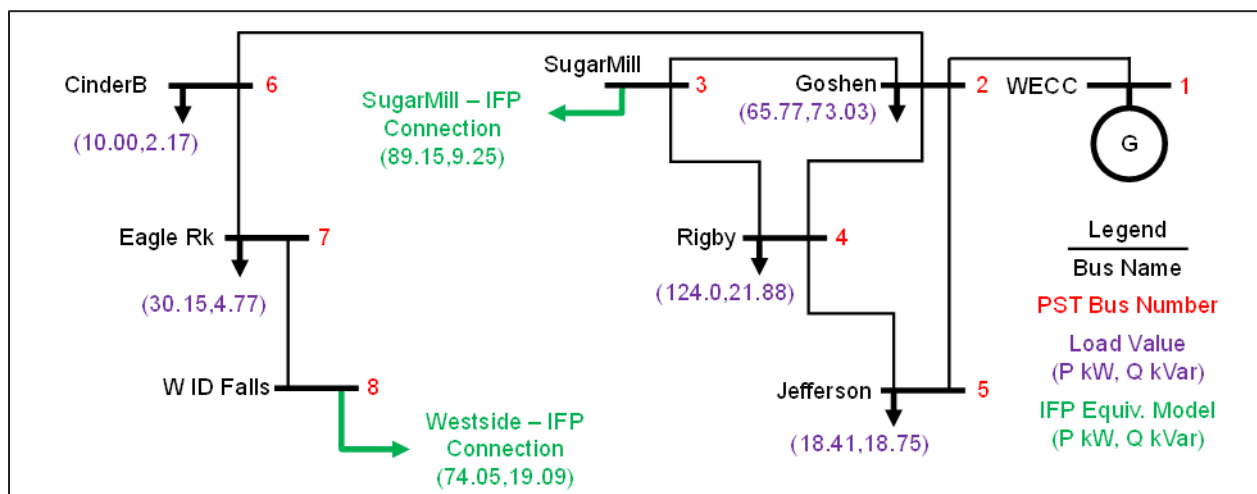 CinderB
6
(10.00,2.17)
SugarMill
3
SugarMill – IFP
Connection
(89.15,9.25)
Goshen
2
(65.77,73.03)
WECC
1
G
Eagle Rk
7
(30.15,4.77)
Rigby
4
(124.0,21.88)
W ID Falls
8
Westside – IFP
Connection
(74.05,19.09)
Jefferson
5
(18.41,18.75)
Legend
Bus Name
PST Bus Number
Load Value
(P kW, Q kVar)
IFP Equiv. Model
(P kW, Q kVar)